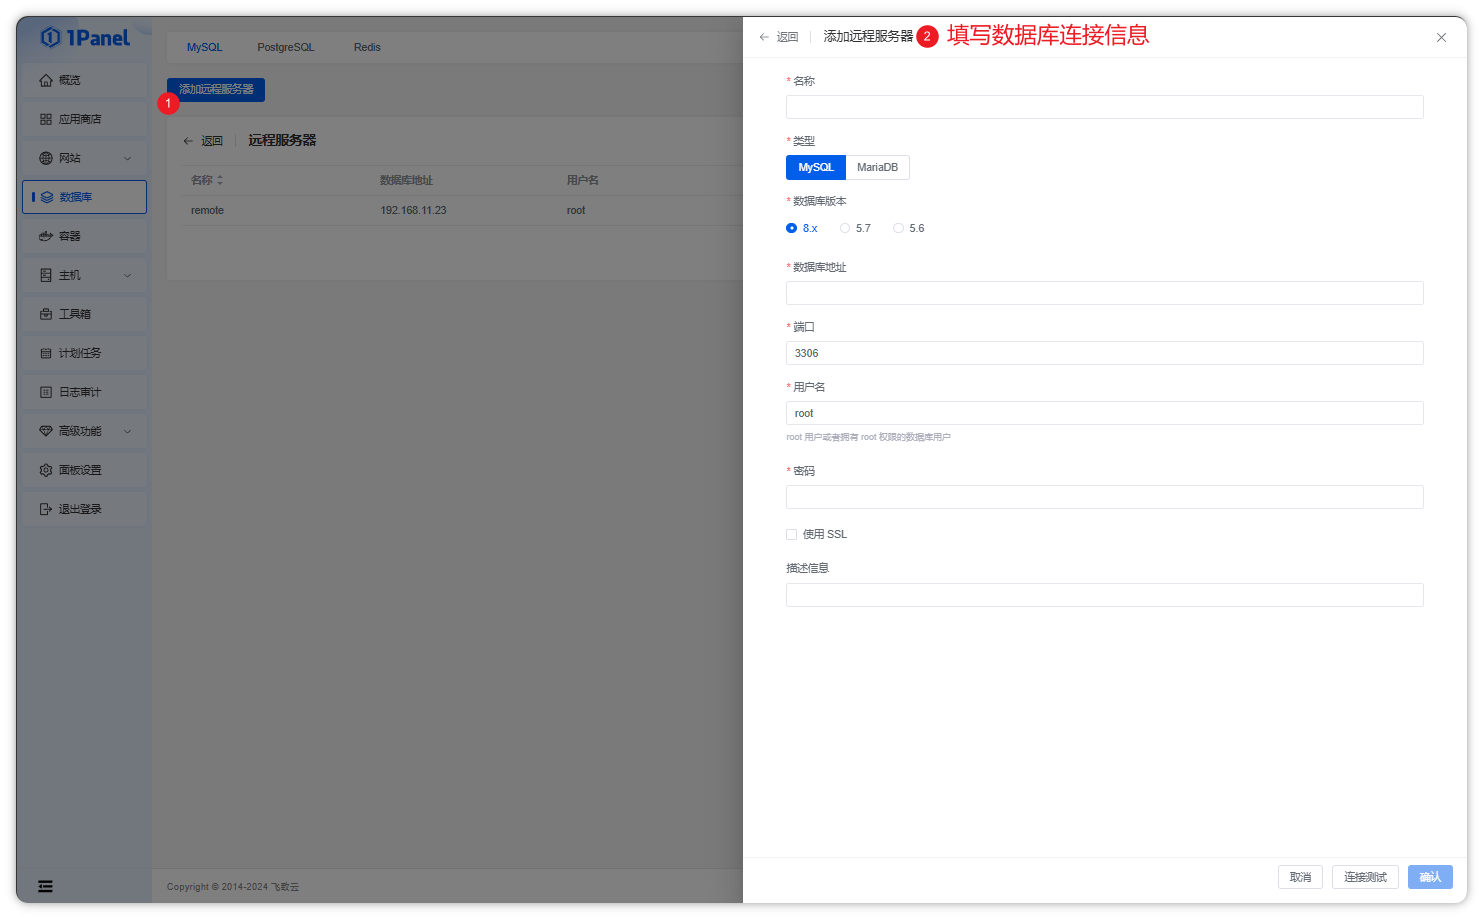 1Panel
概览
应用商店
网站
数据库
容器
主机
工具箱
计划任务
日志审计
高级功能
面板设置
退出登录
MySQL
PostgreSQL
Redis
添加远程服务器
1
返回
远程服务器
名称
数据库地址
用户名
remote
192.168.11.23
root
Copyright © 2014-2024 飞致云
返回
添加远程服务器
2
填写数据库连接信息
* 名称
* 类型
MySQL
MariaDB
* 数据库版本
8.x
5.7
5.6
* 数据库地址
* 端口
3306
* 用户名
root
root 用户或者拥有 root 权限的数据库用户
* 密码
使用 SSL
描述信息
取消
连接测试
确认